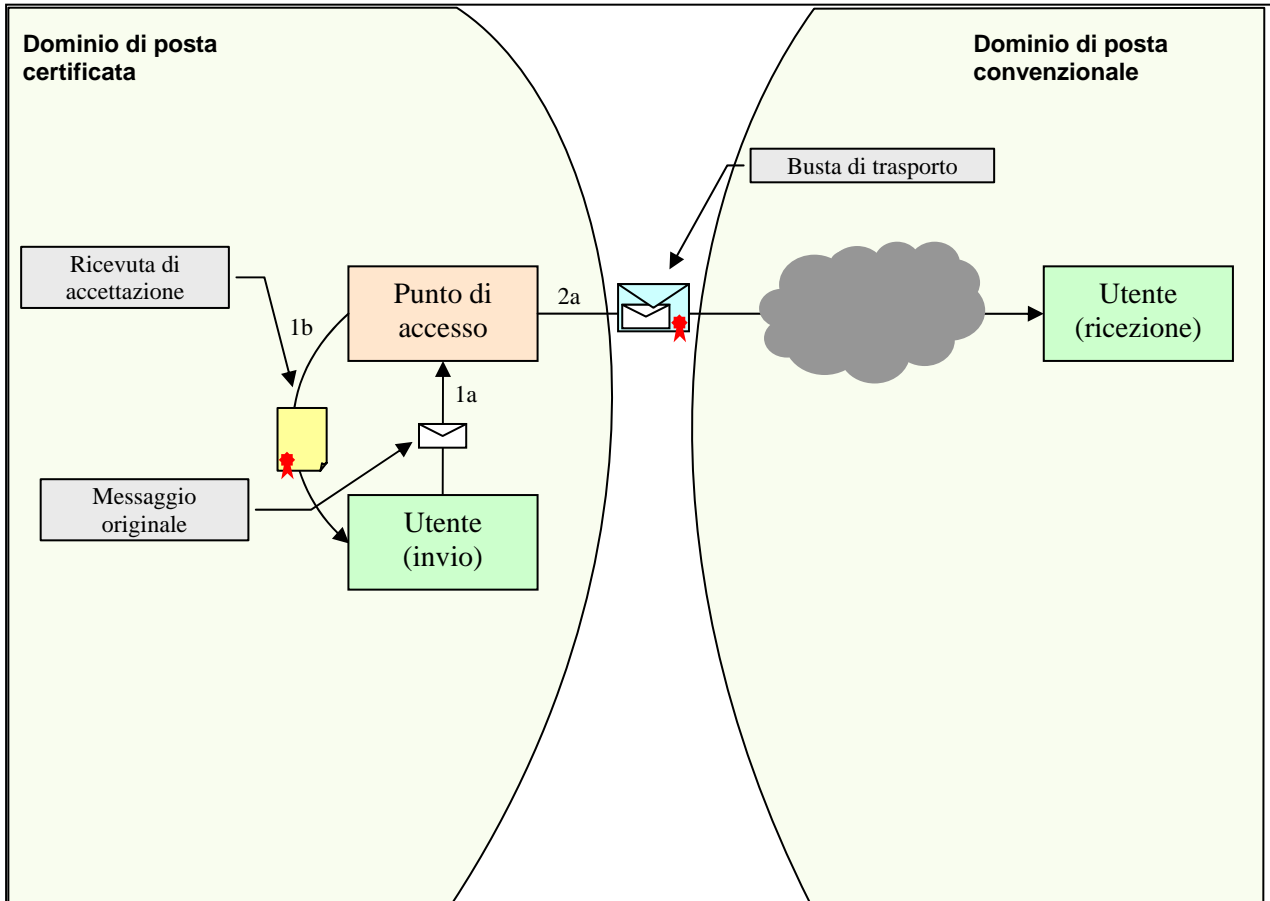 Dominio di posta
certificata
Dominio di posta
convenzionale
Busta di trasporto
Ricevuta di
accettazione
1b
Punto di
accesso
2a
Utente
(ricezione)
1a
Messaggio
originale
Utente
(invio)